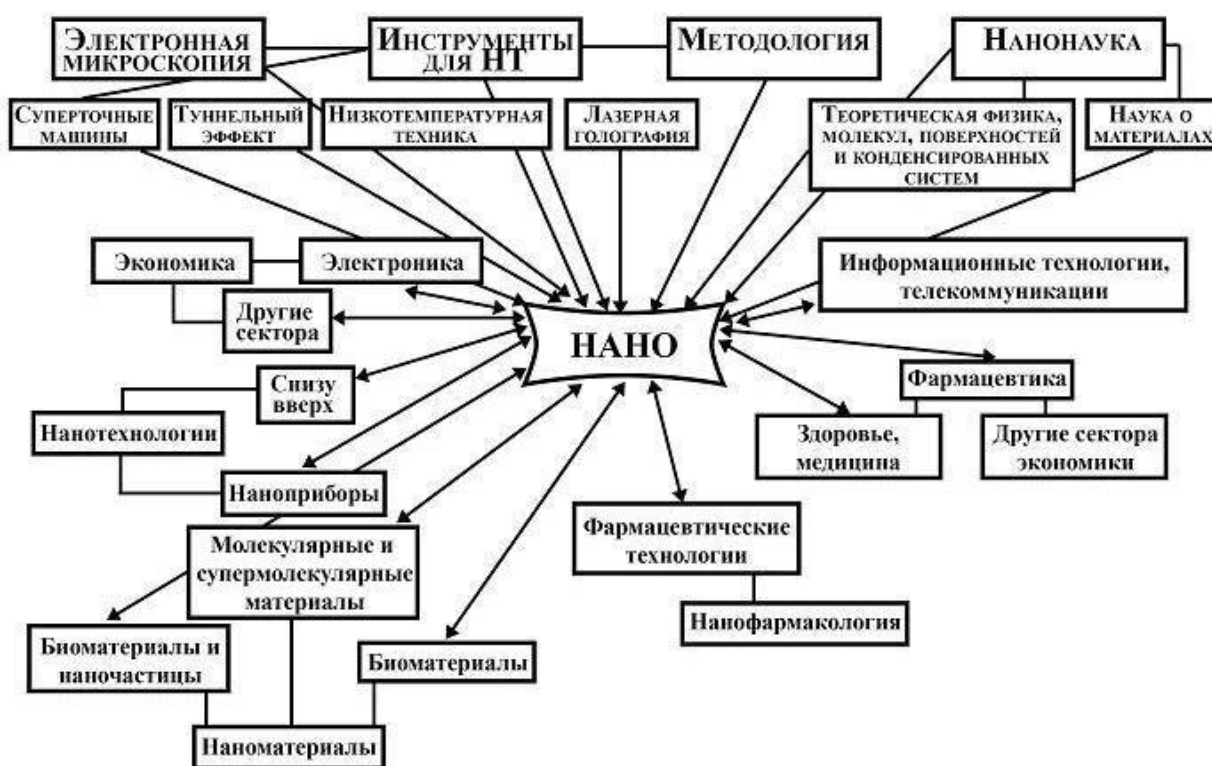 Электронная
микроскопия
Инструменты
для НТ
Методология
Нанонаука
Суперточные
машины
Туннельный
эффект
Низкотемпературная
техника
Лазерная
голография
Теоретическая физика,
молекул, поверхностей
и конденсированных
систем
Наука о
материалах
Экономика
Электроника
Информационные технологии,
телекоммуникации
Другие
сектора
НАНО
Снизу
вверх
Фармацевтика
Нанотехнологии
Здоровье,
медицина
Другие сектора
экономики
Наноприборы
Фармацевтические
технологии
Молекулярные и
супермолекулярные
материалы
Нанофармакология
Биоматериалы и
наночастицы
Биоматериалы
Наноматериалы